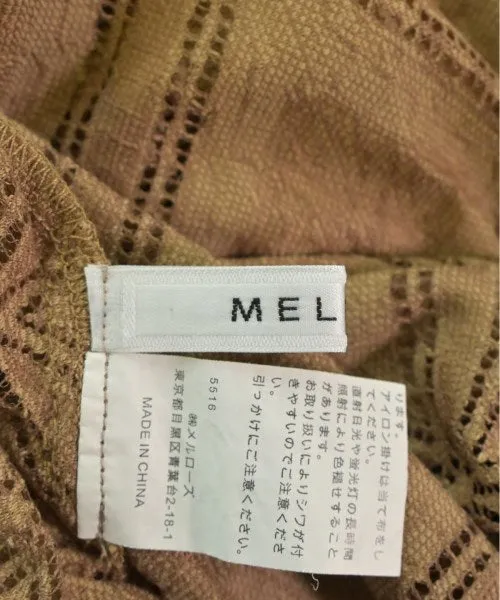 MEL
ります。
アイロン掛けは当て布をし
てください。
直射日光や蛍光灯の長時間
照射により色褪せすること
があります。
お取り扱いによりシワが付
きやすいのでご注意くださ
い。
引っかけにご注意ください。
5516
㈱メルローズ
東京都目黒区青葉台2-18-1
MADE IN CHINA